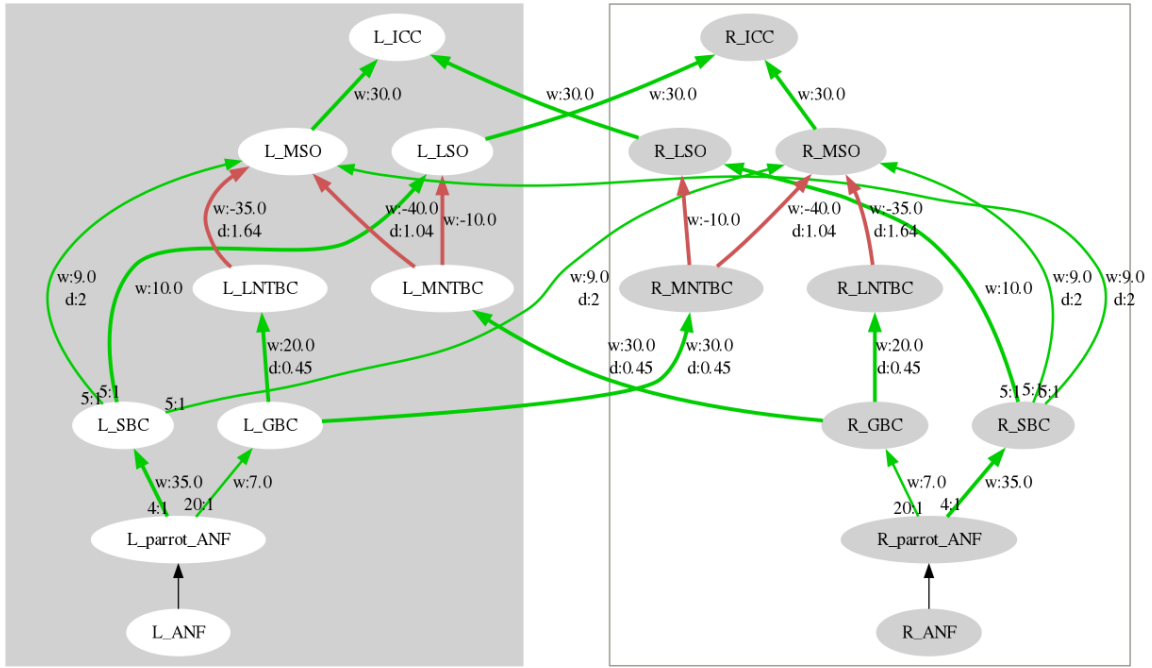 L_ICC
R_ICC
w:30.0
w:30.0
w:30.0
w:30.0
L_MSO
L_LSO
R_LSO
R_MSO
w:-35.0
d:1.64
w:-40.0
d:1.04
w:-10.0
w:-10.0
w:-40.0
d:1.04
w:-35.0
d:1.64
w:9.0
d:2
w:10.0
L_LNTBC
L_MNTBC
w:9.0
d:2
R_MNTBC
R_LNTBC
w:10.0
w:9.0
d:2
w:9.0
d:2
w:20.0
d:0.45
w:30.0
d:0.45
w:30.0
d:0.45
w:20.0
d:0.45
5:1
5:1
5:1
5:1
5:1
5:1
L_SBC
L_GBC
R_GBC
R_SBC
w:35.0
w:7.0
w:7.0
w:35.0
4:1
20:1
20:1
4:1
L_parrot_ANF
R_parrot_ANF
L_ANF
R_ANF